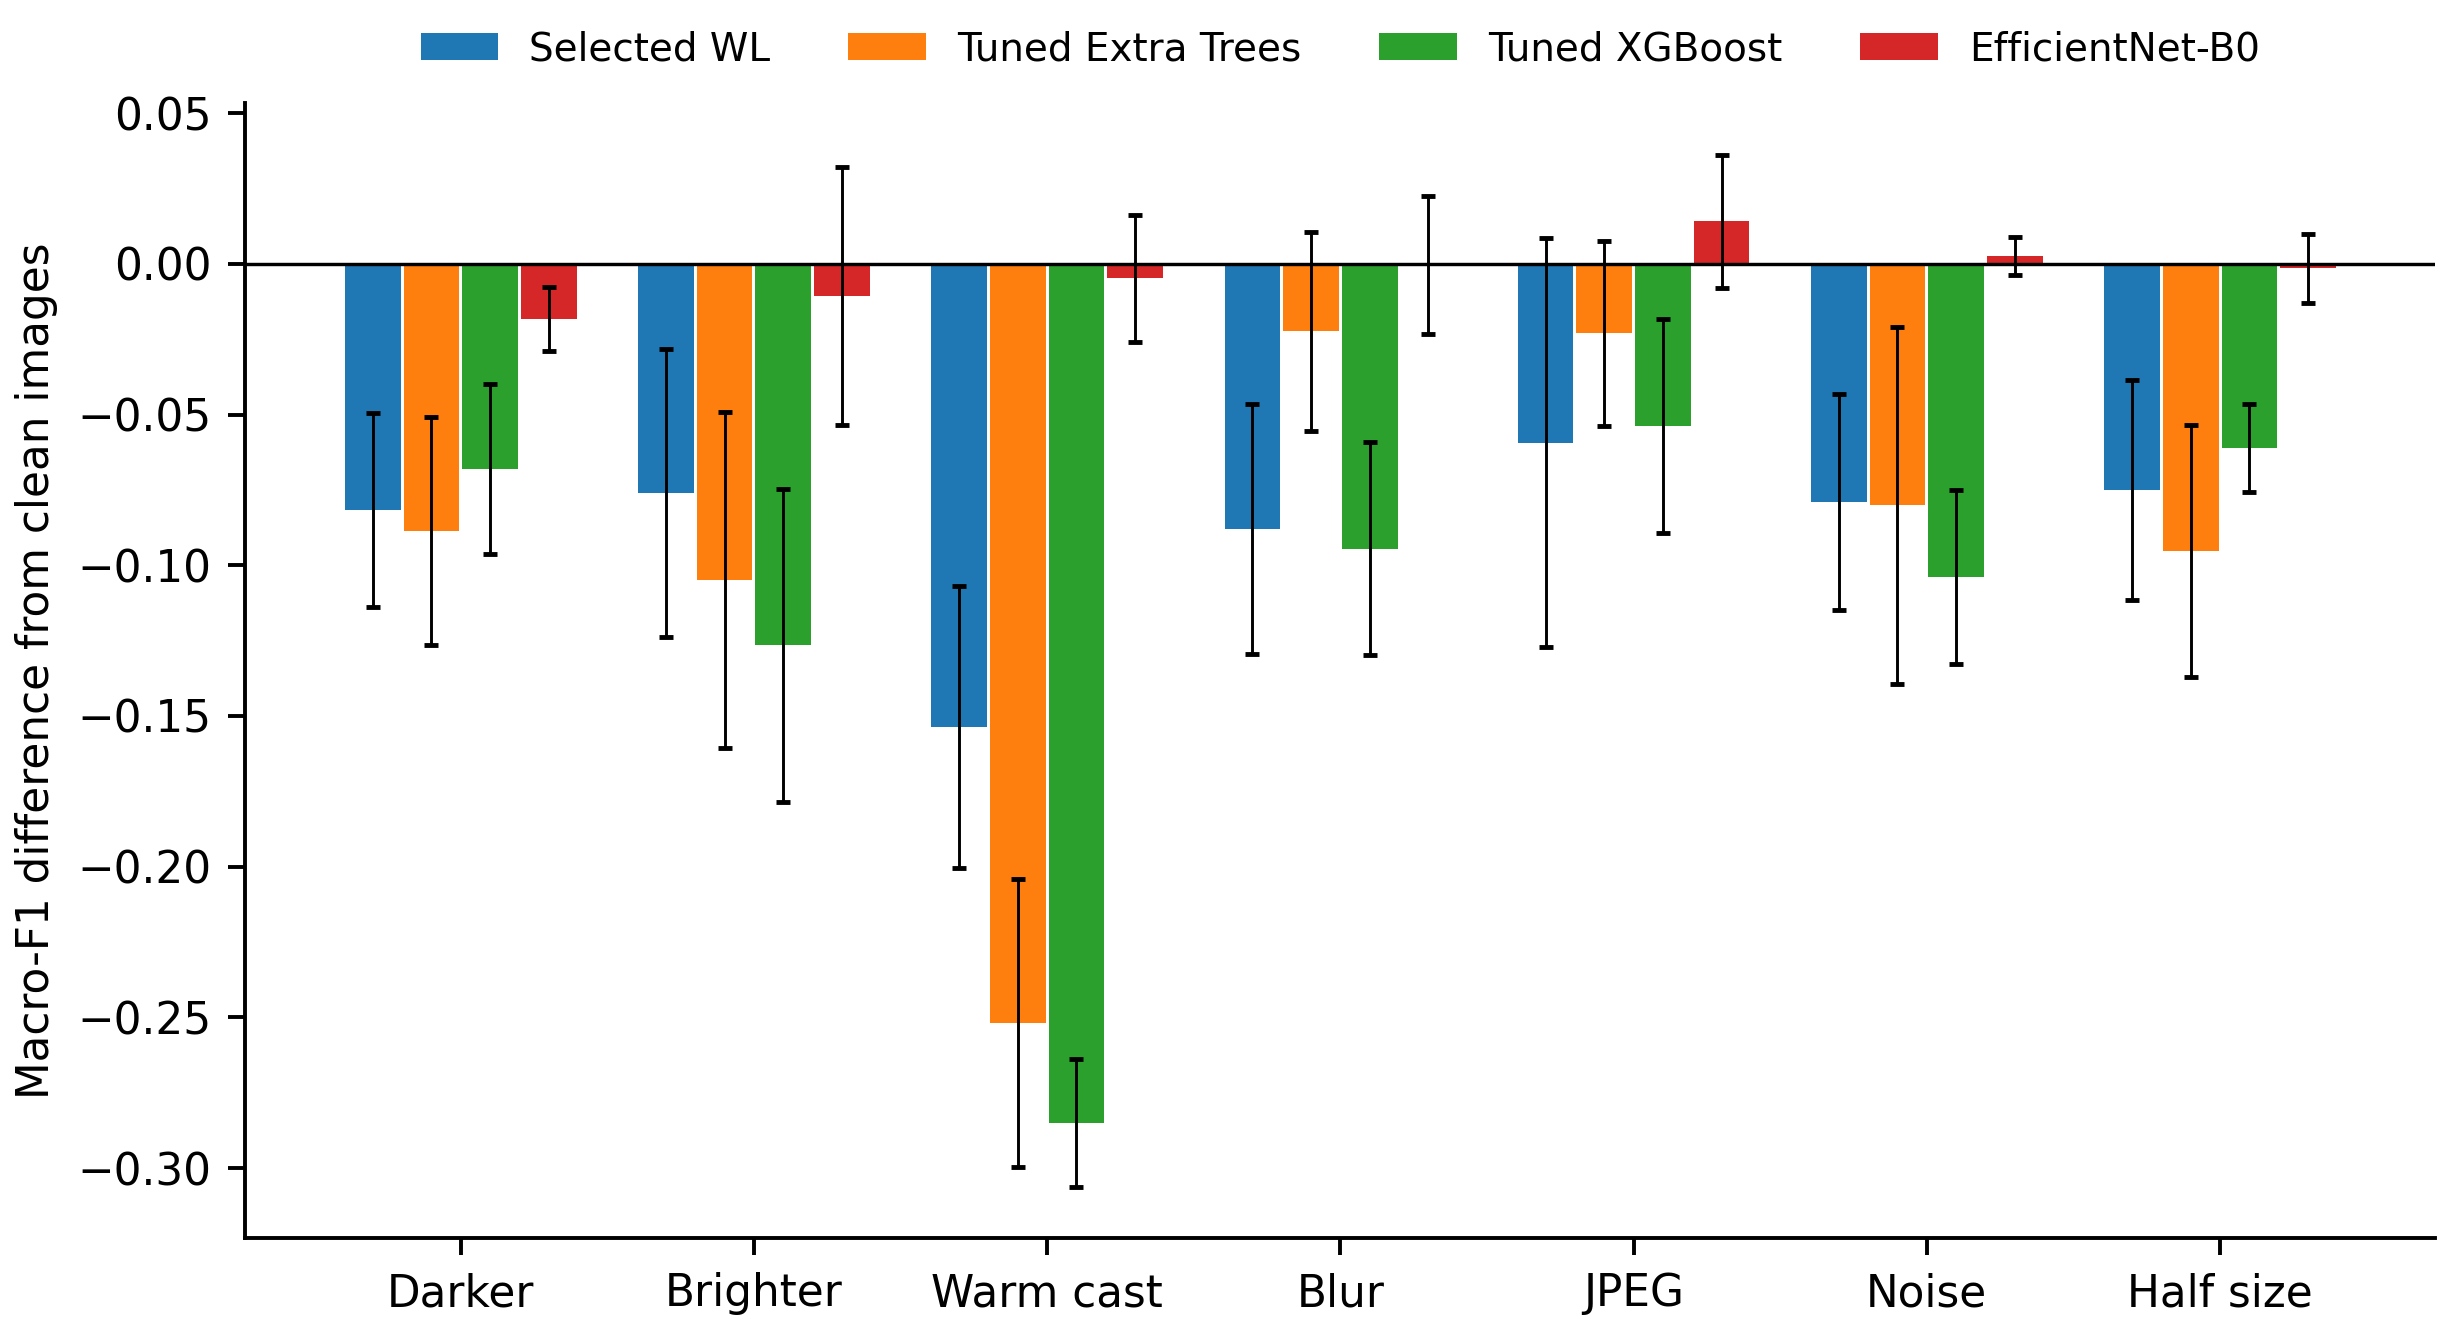 Selected WL Tuned Extra Trees Tuned XGBoost EfficientNet-B0
Macro-F1 difference from clean images
0.05
0.00
−0.05
−0.10
−0.15
−0.20
−0.25
−0.30
Darker Brighter Warm cast Blur JPEG Noise Half size